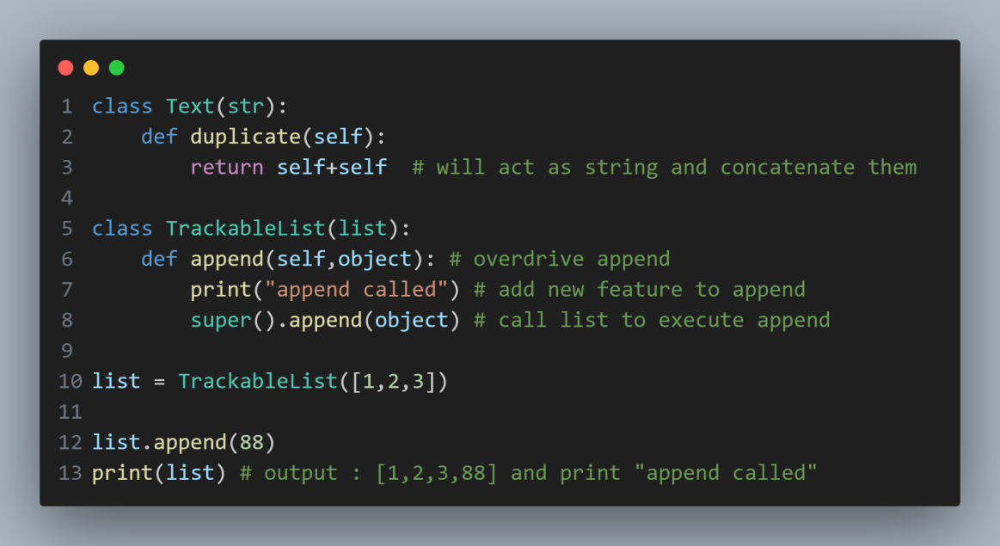 1 class Text(str):
2     def duplicate(self):
3         return self+self  # will act as string and concatenate them
4
5 class TrackableList(list):
6     def append(self,object): # overdrive append
7         print("append called") # add new feature to append
8         super().append(object) # call list to execute append
9
10 list = TrackableList([1,2,3])
11
12 list.append(88)
13 print(list) # output : [1,2,3,88] and print "append called"